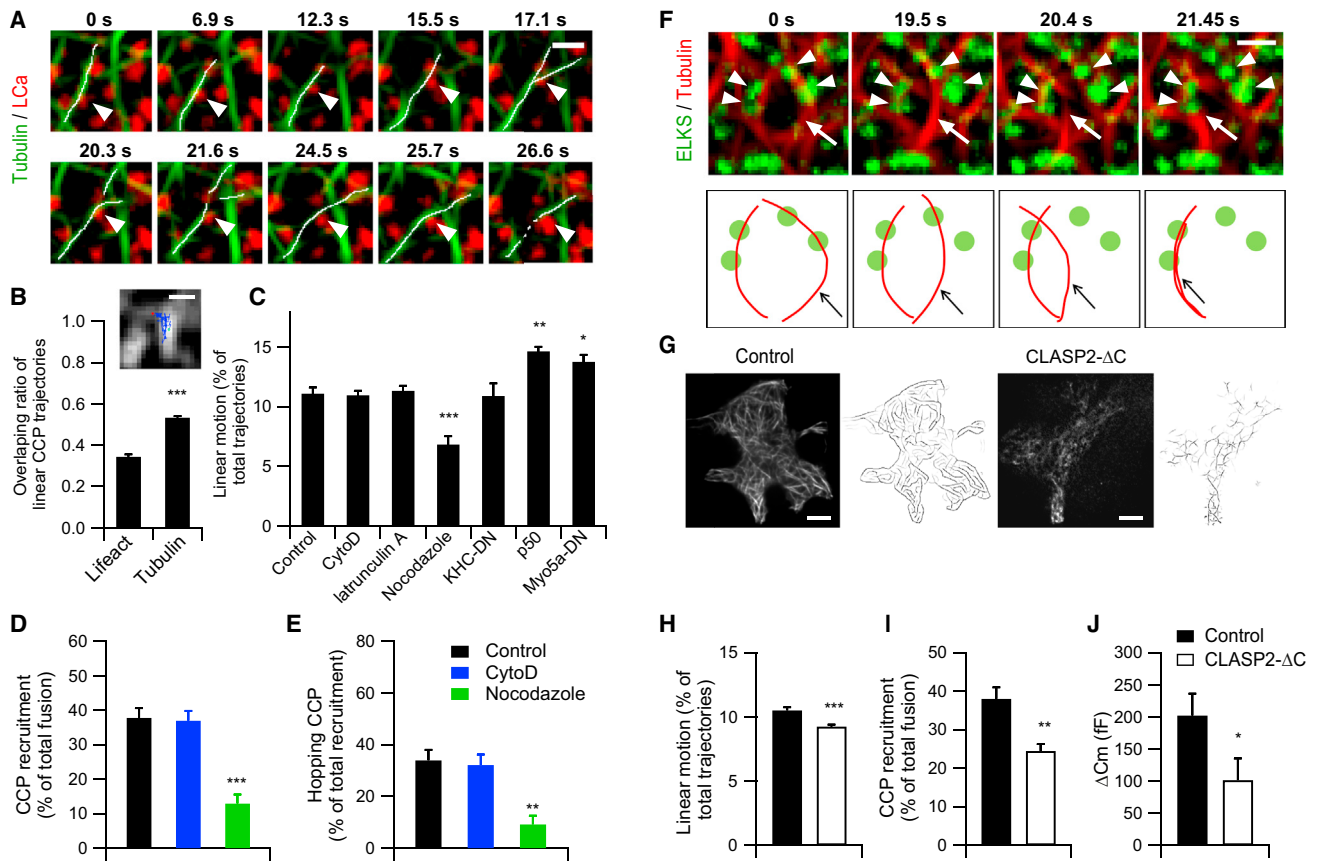 A
0 s 6.9 s 12.3 s 15.5 s 17.1 s
Tubulin / LCa
20.3 s 21.6 s 24.5 s 25.7 s 26.6 s
B
Overlaping ratio of
linear CCP trajectories
1.0
0.8
0.6
0.4
0.2
0.0
***
Lifeact
Tubulin
C
Linear motion (% of
total trajectories)
15
10
5
0
***
**
*
Control
CytoD
latrunculin A
Nocodazole
KHC-DN
p50
Myo5a-DN
D
CCP recruitment
(% of total fusion)
60
50
40
30
20
10
0
***
E
Hopping CCP
(% of total recruitment)
80
60
40
20
0
Control
CytoD
Nocodazole
**
F
0 s 19.5 s 20.4 s 21.45 s
ELKS / Tubulin
G
Control
CLASP2-ΔC
H
Linear motion (% of
total trajectories)
15
10
5
0
***
I
CCP recruitment
(% of total fusion)
50
40
30
20
10
0
**
J
Control
CLASP2-ΔC
ΔCm (fF)
300
250
200
150
100
50
0
*